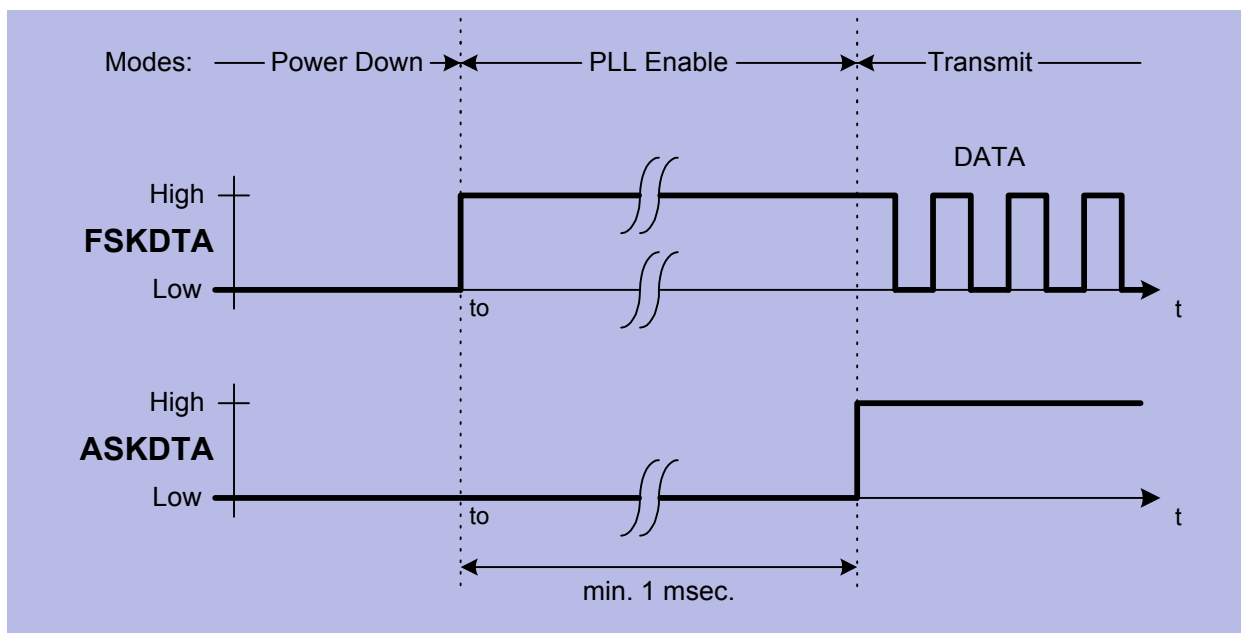 Modes: Power Down PLL Enable Transmit
DATA
High
FSKDTA
Low
to
t
High
ASKDTA
Low
to
t
min. 1 msec.